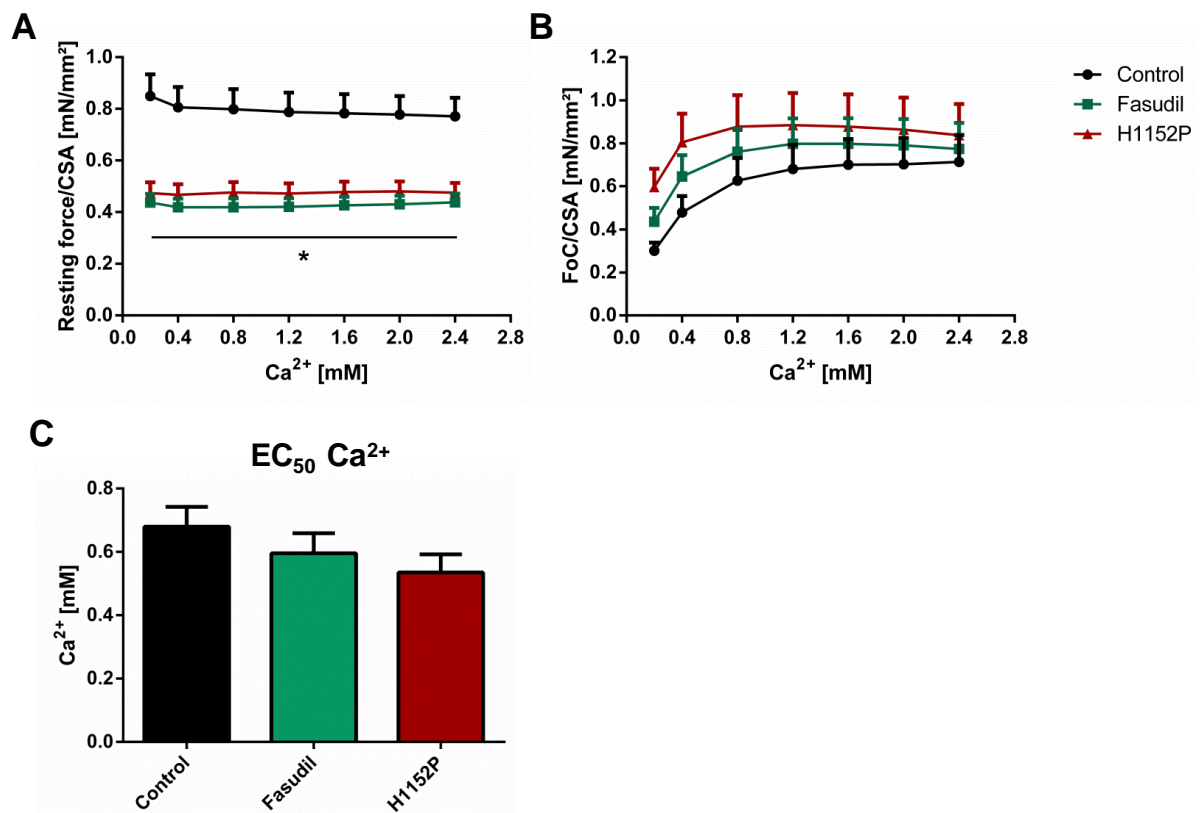 A
Resting force/CSA [mN/mm²]
1.0
0.8
0.6
0.4
0.2
0.0
*
0.0 0.4 0.8 1.2 1.6 2.0 2.4 2.8
Ca²⁺ [mM]
B
FoC/CSA [mN/mm²]
1.2
1.0
0.8
0.6
0.4
0.2
0.0
0.0 0.4 0.8 1.2 1.6 2.0 2.4 2.8
Ca²⁺ [mM]
Control
Fasudil
H1152P
C
EC₅₀ Ca²⁺
Ca²⁺ [mM]
0.8
0.6
0.4
0.2
0.0
Control
Fasudil
H1152P